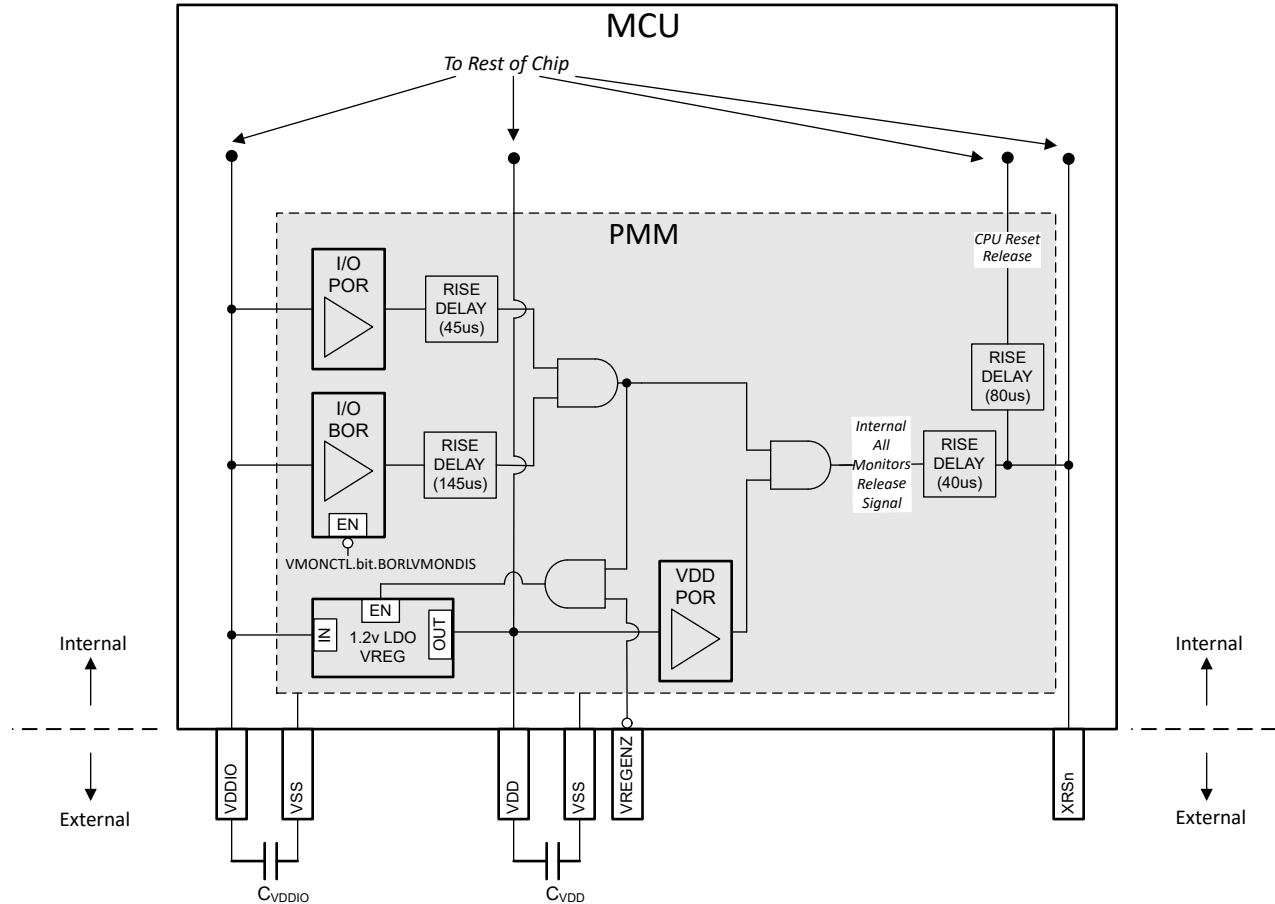 MCU
To Rest of Chip
PMM
CPU Reset
Release
I/O
POR
RISE
DELAY
(45us)
RISE
DELAY
(80us)
I/O
BOR
EN
RISE
DELAY
(145us)
Internal
All
Monitors
Release
Signal
RISE
DELAY
(40us)
VMONCTL.bit.BORLVMONDIS
EN
IN
1.2v LDO
VREG
OUT
VDD
POR
Internal
External
Internal
External
VDDIO
VSS
VDD
VSS
VREGENZ
XRSn
CVDDIO
CVDD